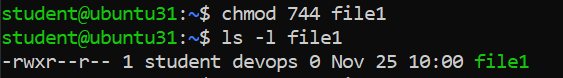 student@ubuntu31:~$ chmod 744 file1
student@ubuntu31:~$ ls -l file1
-rwxr--r-- 1 student devops 0 Nov 25 10:00 file1